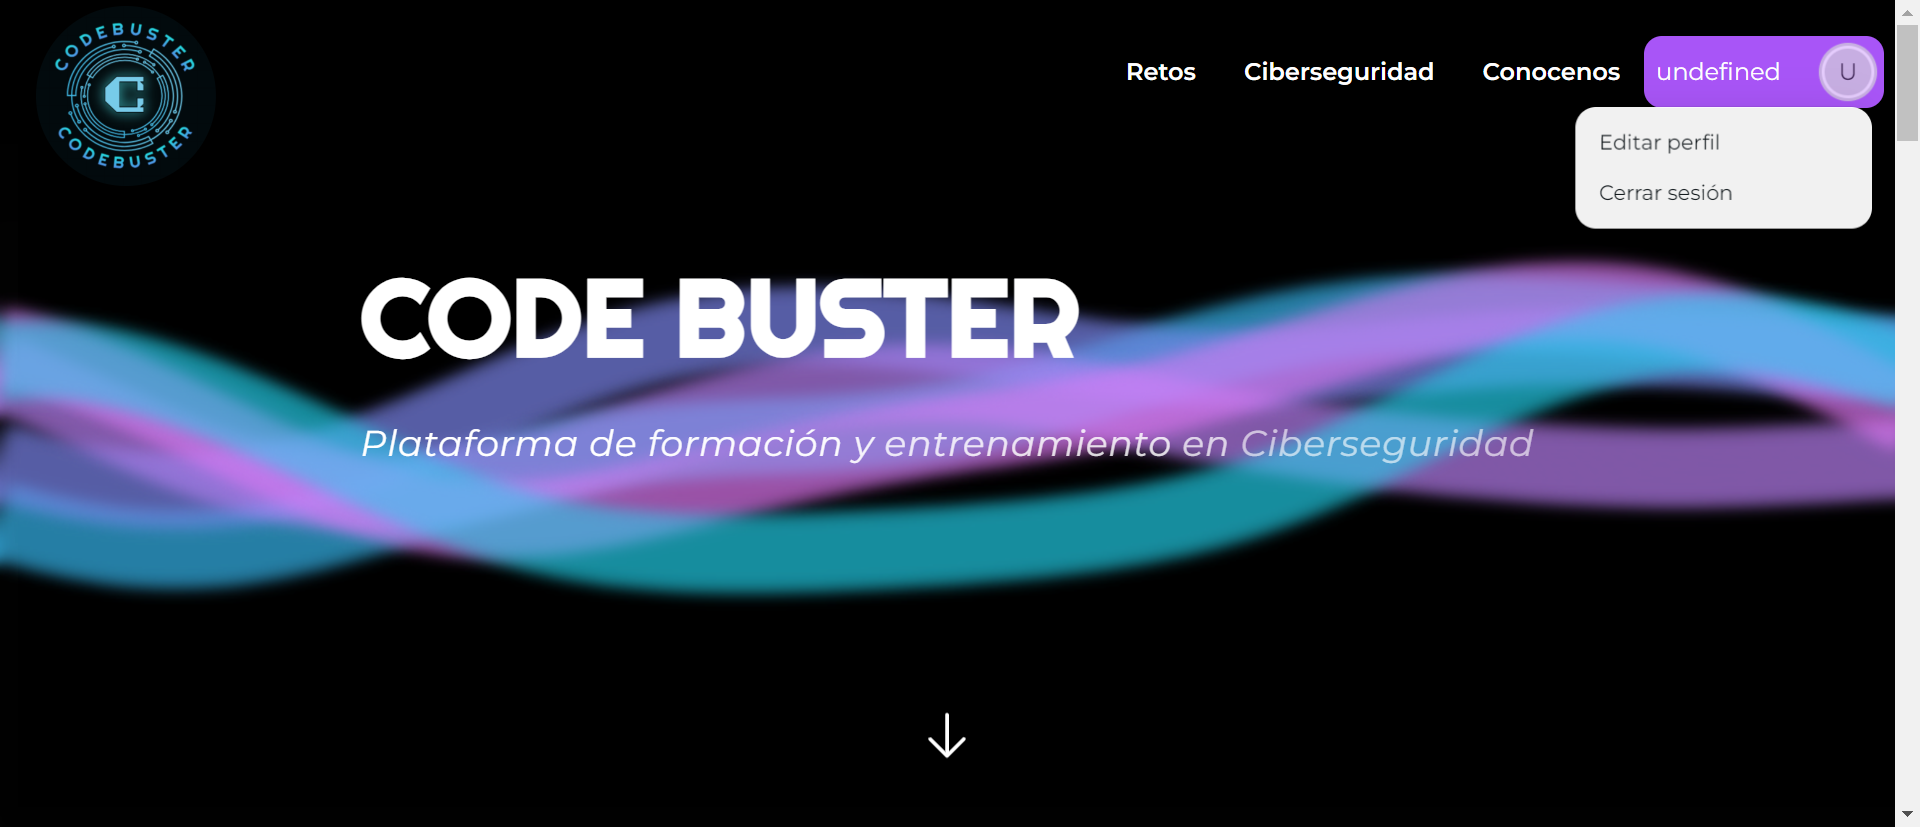 CODEBUSTER
C
CODEBUSTER
Retos
Ciberseguridad
Conocenos
undefined
U
Editar perfil
Cerrar sesión
CODE BUSTER
Plataforma de formación y entrenamiento en Ciberseguridad